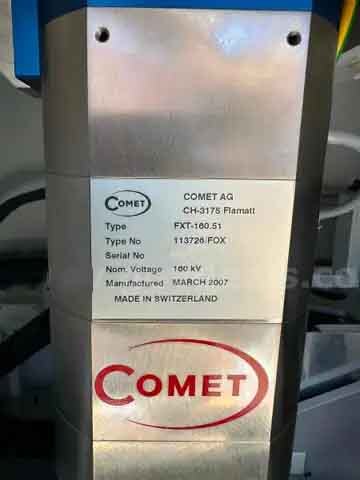 COMET
COMET AG
CH-3175 Flamatt
Type FXT-160.51
Type No 113726/FOX
Serial No
Nom. Voltage 160 kV
Manufactured MARCH 2007
MADE IN SWITZERLAND
COMET